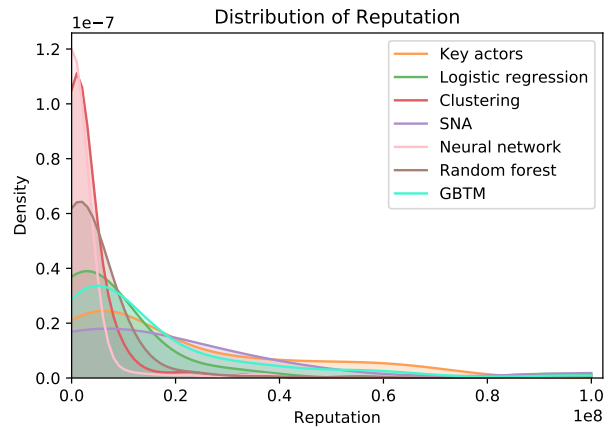 Distribution of Reputation
1e−7
1.2
1.0
0.8
0.6
0.4
0.2
0.0
Density
Key actors
Logistic regression
Clustering
SNA
Neural network
Random forest
GBTM
0.0
0.2
0.4
0.6
0.8
1.0
1e8
Reputation